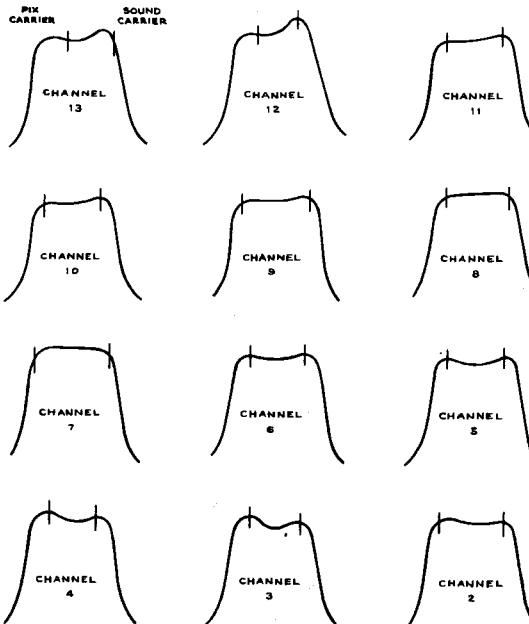 PIX
CARRIER
SOUND
CARRIER
CHANNEL
13
CHANNEL
12
CHANNEL
11
CHANNEL
10
CHANNEL
9
CHANNEL
8
CHANNEL
7
CHANNEL
6
CHANNEL
5
CHANNEL
4
CHANNEL
3
CHANNEL
2